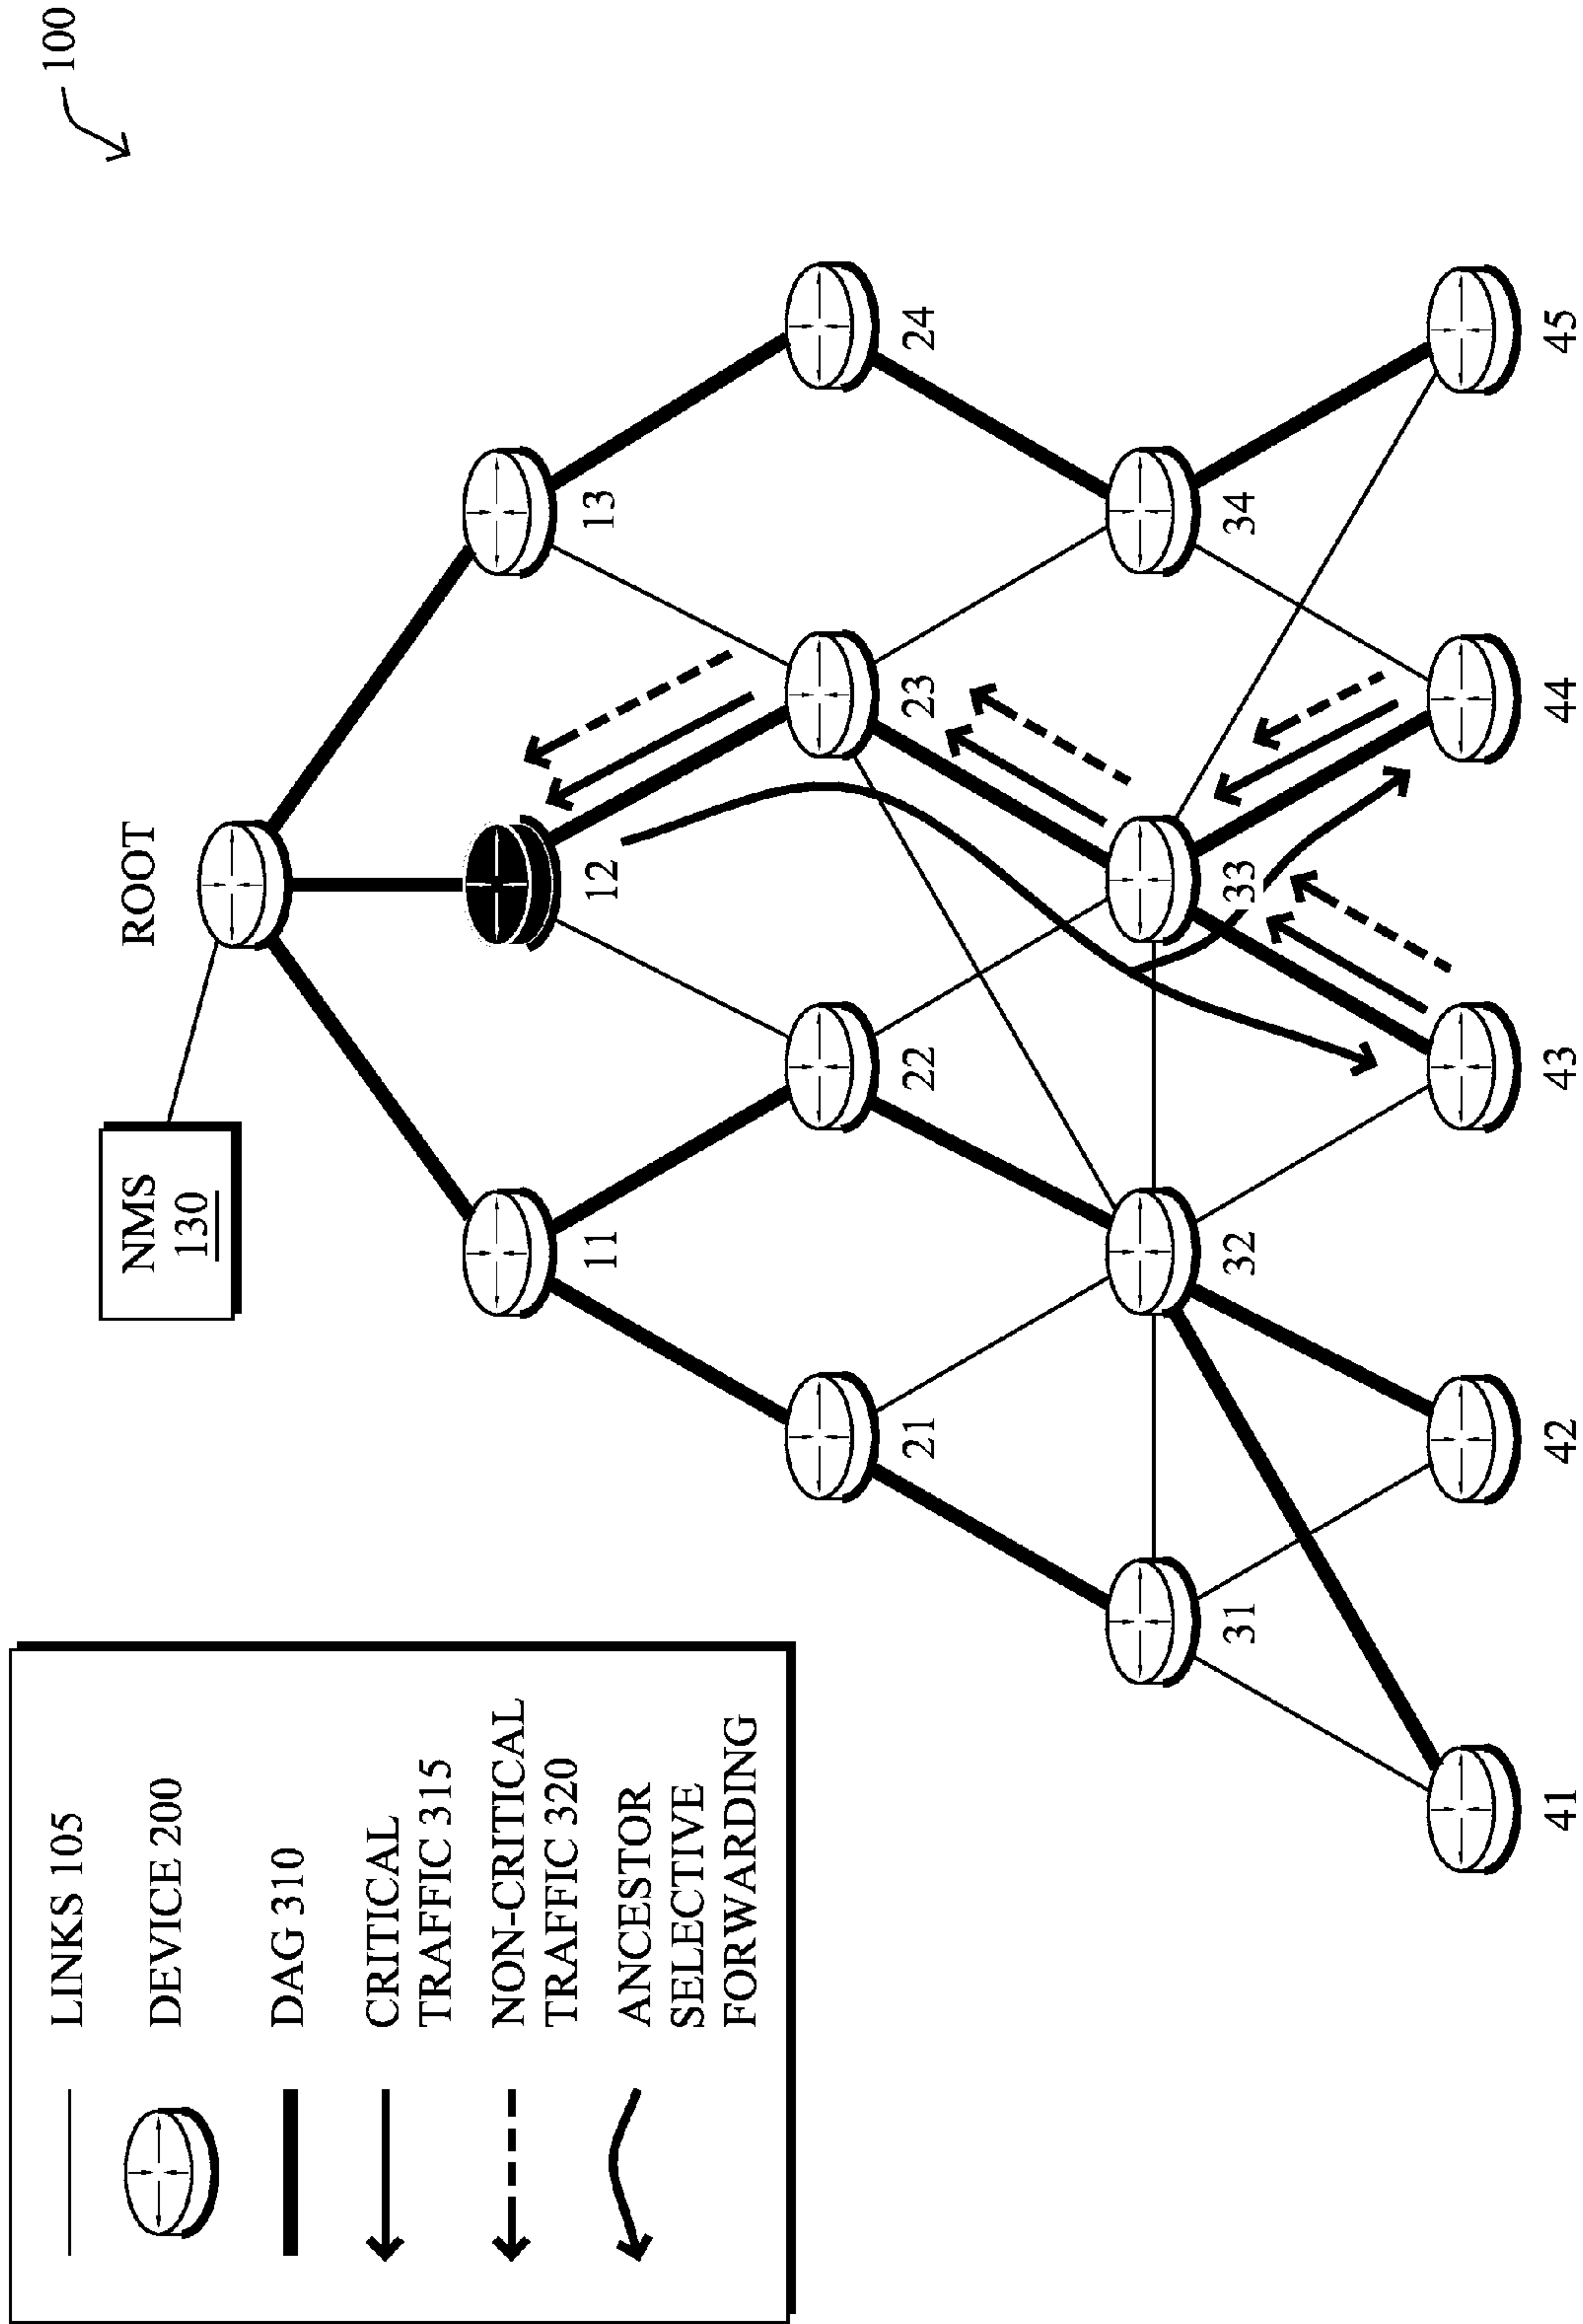 100
LINKS 105
DEVICE 200
DAG 310
CRITICAL
TRAFFIC 315
NON-CRITICAL
TRAFFIC 320
ANCESTOR
SELECTIVE
FORWARDING
NMS
130
ROOT
11
12
13
21
22
23
24
31
32
33
34
41
42
43
44
45